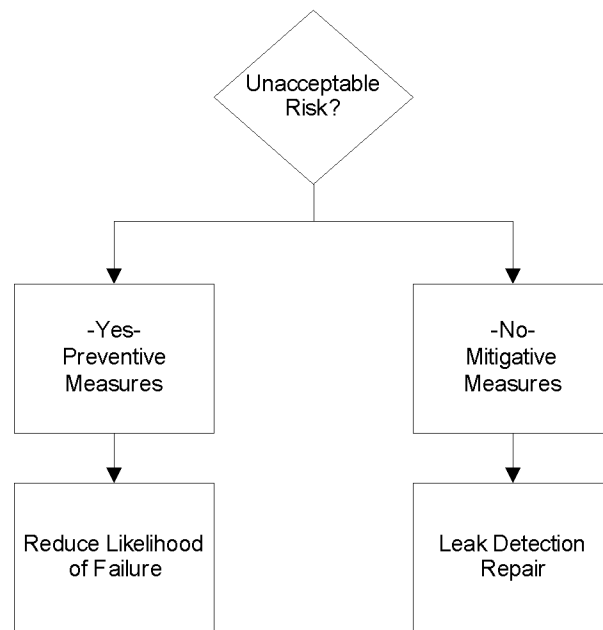 Unacceptable
Risk?
-Yes-
Preventive
Measures
-No-
Mitigative
Measures
Reduce Likelihood
of Failure
Leak Detection
Repair